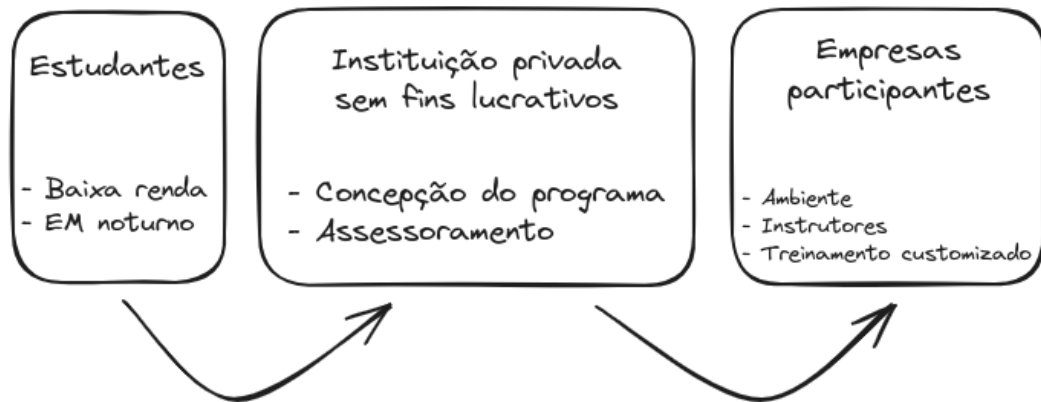 Estudantes
- Baixa renda
- EM noturno
Instituição privada
sem fins lucrativos
- Concepção do programa
- Assessoramento
Empresas
participantes
- Ambiente
- Instrutores
- Treinamento customizado